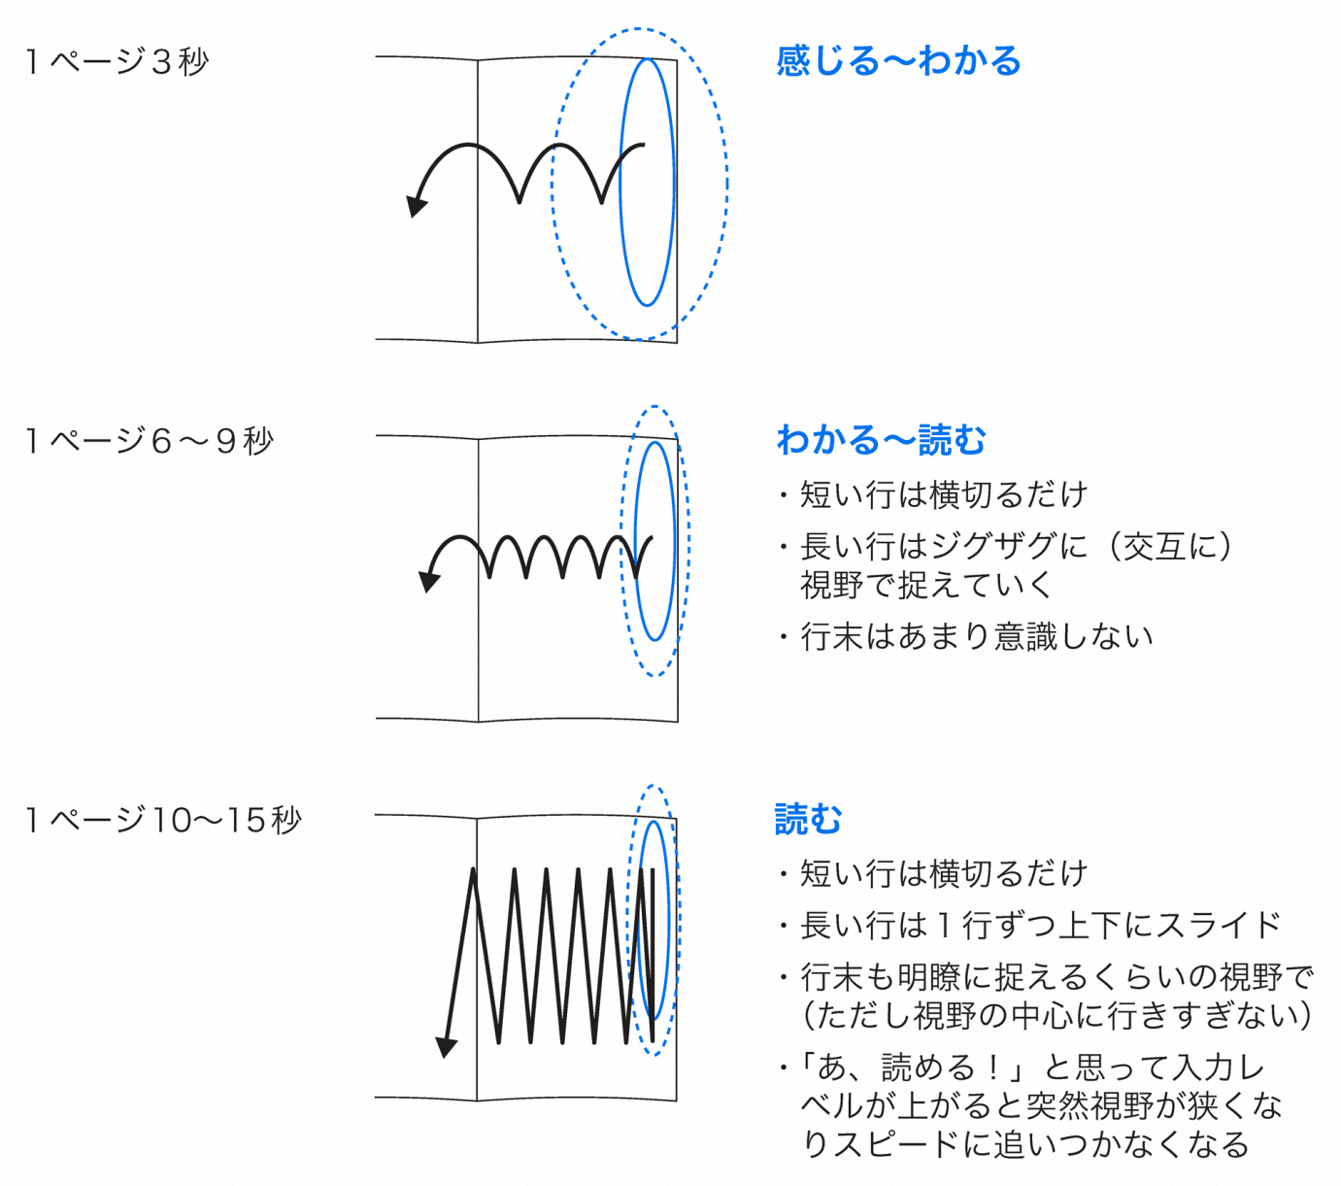 1ページ3秒
感じる〜わかる
1ページ6〜9秒
わかる〜読む
・短い行は横切るだけ
・長い行はジグザグに（交互に）
視野で捉えていく
・行末はあまり意識しない
1ページ10〜15秒
読む
・短い行は横切るだけ
・長い行は1行ずつ上下にスライド
・行末も明瞭に捉えるくらいの視野で
（ただし視野の中心に行きすぎない）
・「あ、読める！」と思って入力レ
ベルが上がると突然視野が狭くな
りスピードに追いつかなくなる